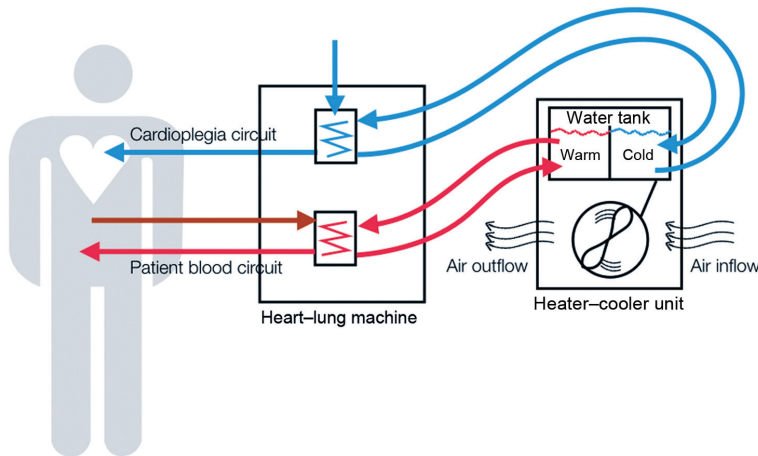 Water tank
Cardioplegia circuit
Warm
Cold
Patient blood circuit
Air outflow
Air inflow
Heart–lung machine
Heater–cooler unit